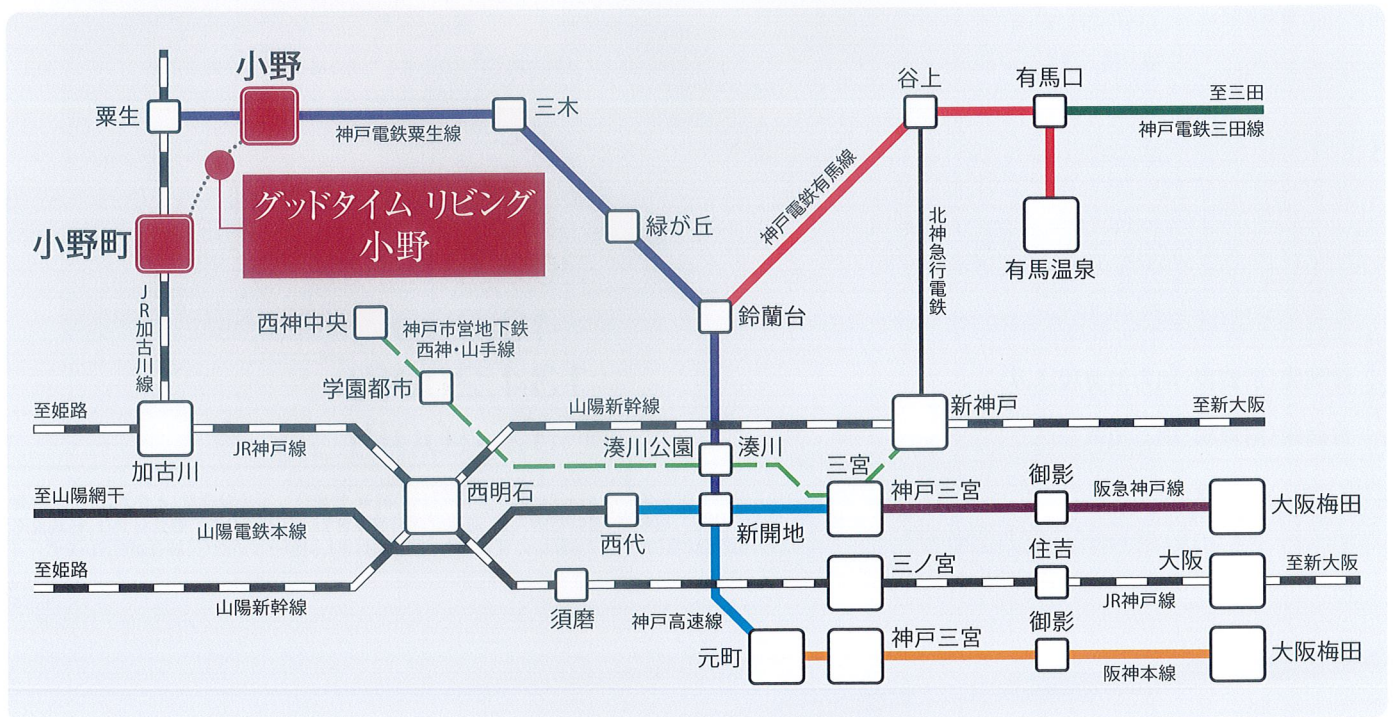 小野
粟生
三木
神戸電鉄粟生線
谷上
有馬口
至三田
神戸電鉄三田線
グッドタイム リビング
小野
小野町
緑が丘
神戸電鉄有馬線
北神急行電鉄
有馬温泉
JR加古川線
西神中央
神戸市営地下鉄
西神・山手線
鈴蘭台
学園都市
至姫路
加古川
JR神戸線
山陽新幹線
新神戸
至新大阪
湊川公園
湊川
三宮
西明石
至山陽網干
山陽電鉄本線
西代
新開地
神戸三宮
御影
阪急神戸線
大阪梅田
至姫路
山陽新幹線
須磨
神戸高速線
三ノ宮
住吉
JR神戸線
大阪
至新大阪
元町
神戸三宮
御影
阪神本線
大阪梅田